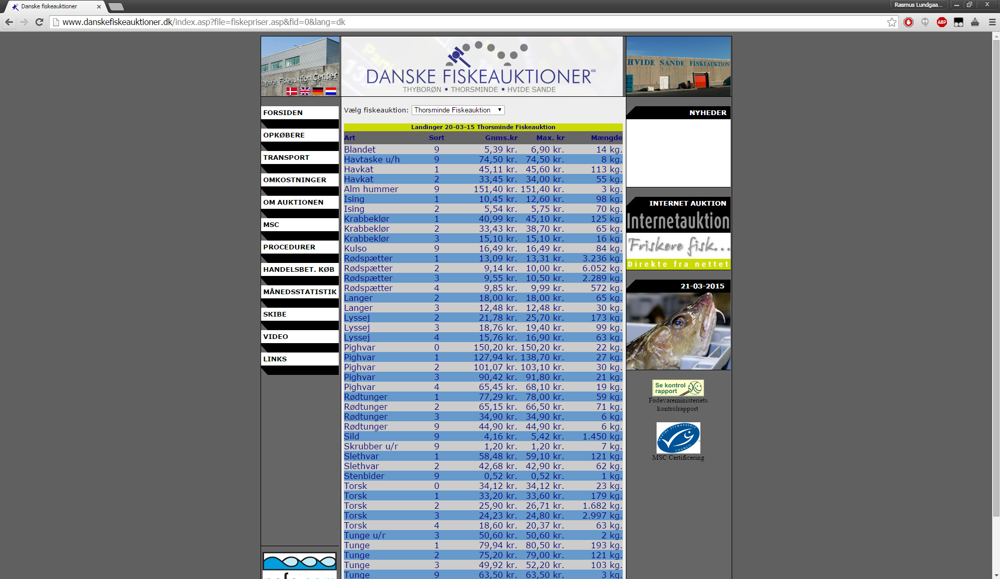 Danske fiskeauktioner
Rasmus Lundgaa...
www.danskefiskeauktioner.dk/index.asp?file=fiskepriser.asp&fid=0&lang=dk
ABP
Thyborøn Fiskeauktion Center
DANSKE FISKEAUKTIONER as
THYBORØN • THORSMINDE • HVIDE SANDE
HVIDE SANDE FISKEAUKTION
FORSIDEN
OPKØBERE
TRANSPORT
OMKOSTNINGER
OM AUKTIONEN
MSC
PROCEDURER
HANDELSBET. KØB
MÅNEDSSTATISTIK
SKIBE
VIDEO
LINKS
Vælg fiskeauktion: Thorsminde Fiskeauktion
Landinger 20-03-15 Thorsminde Fiskeauktion
Art Sort Gnms.kr Max. kr Mængde
Blandet 9 5,39 kr. 6,90 kr. 14 kg.
Havtaske u/h 9 74,50 kr. 74,50 kr. 8 kg.
Havkat 1 45,11 kr. 45,60 kr. 113 kg.
Havkat 2 33,45 kr. 34,00 kr. 55 kg.
Alm hummer 9 151,40 kr. 151,40 kr. 3 kg.
Ising 1 10,45 kr. 12,60 kr. 98 kg.
Ising 2 5,54 kr. 5,75 kr. 70 kg.
Krabbeklør 1 40,99 kr. 45,10 kr. 125 kg.
Krabbeklør 2 33,43 kr. 38,70 kr. 65 kg.
Krabbeklør 3 15,10 kr. 15,10 kr. 16 kg.
Kulso 9 16,49 kr. 16,49 kr. 84 kg.
Rødspætter 1 13,09 kr. 13,31 kr. 3.236 kg.
Rødspætter 2 9,14 kr. 10,00 kr. 6.052 kg.
Rødspætter 3 9,55 kr. 10,50 kr. 2.289 kg.
Rødspætter 4 9,85 kr. 9,99 kr. 572 kg.
Langer 2 18,00 kr. 18,00 kr. 65 kg.
Langer 3 12,48 kr. 12,48 kr. 30 kg.
Lyssej 2 21,78 kr. 25,70 kr. 173 kg.
Lyssej 3 18,76 kr. 19,40 kr. 99 kg.
Lyssej 4 15,76 kr. 16,90 kr. 63 kg.
Pighvar 0 150,20 kr. 150,20 kr. 22 kg.
Pighvar 1 127,94 kr. 138,70 kr. 27 kg.
Pighvar 2 101,07 kr. 103,10 kr. 30 kg.
Pighvar 3 90,42 kr. 91,80 kr. 21 kg.
Pighvar 4 65,45 kr. 68,10 kr. 19 kg.
Rødtunger 1 77,29 kr. 78,00 kr. 59 kg.
Rødtunger 2 65,15 kr. 66,50 kr. 71 kg.
Rødtunger 3 34,90 kr. 34,90 kr. 6 kg.
Rødtunger 9 44,90 kr. 44,90 kr. 6 kg.
Sild 9 4,16 kr. 5,42 kr. 1.450 kg.
Skrubber u/r 9 1,20 kr. 1,20 kr. 7 kg.
Slethvar 1 58,48 kr. 59,10 kr. 121 kg.
Slethvar 2 42,68 kr. 42,90 kr. 62 kg.
Stenbider 9 0,52 kr. 0,52 kr. 1 kg.
Torsk 0 34,12 kr. 34,12 kr. 23 kg.
Torsk 1 33,20 kr. 33,60 kr. 179 kg.
Torsk 2 25,90 kr. 26,71 kr. 1.682 kg.
Torsk 3 24,23 kr. 24,80 kr. 2.997 kg.
Torsk 4 18,60 kr. 20,37 kr. 63 kg.
Tunge u/r 3 50,60 kr. 50,60 kr. 2 kg.
Tunge 1 79,94 kr. 80,50 kr. 193 kg.
Tunge 2 75,20 kr. 79,00 kr. 121 kg.
Tunge 3 49,92 kr. 52,20 kr. 103 kg.
Tunge 9 63,50 kr. 63,50 kr. 3 kg.
NYHEDER
INTERNET AUKTION
Internetauktion
Friskere fisk...
Direkte fra nettet
21-03-2015
Se kontrol
rapport
Fødevareministeriets
kontrolrapport
MARINE STEWARDSHIP
COUNCIL
MSC Certificering